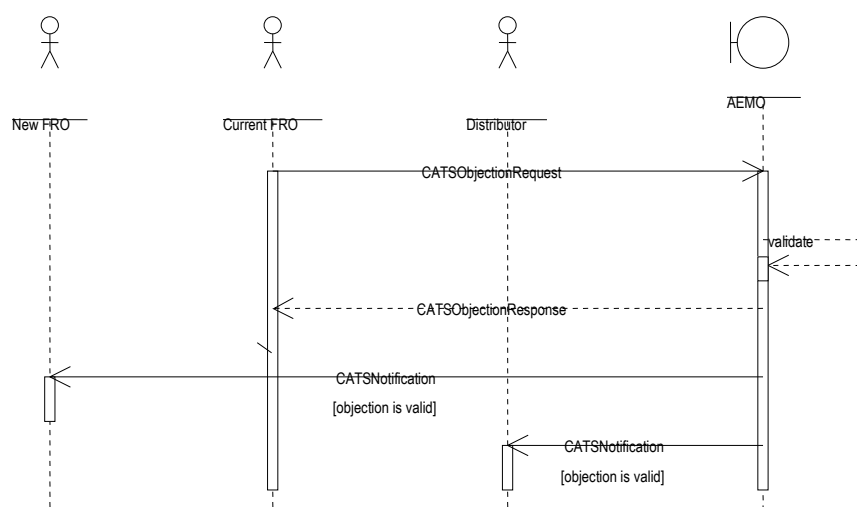 AEMO
New FRO
Current FRO
Distributor
CATSObjectionRequest
validate
CATSObjectionResponse
CATSNotification
[objection is valid]
CATSNotification
[objection is valid]